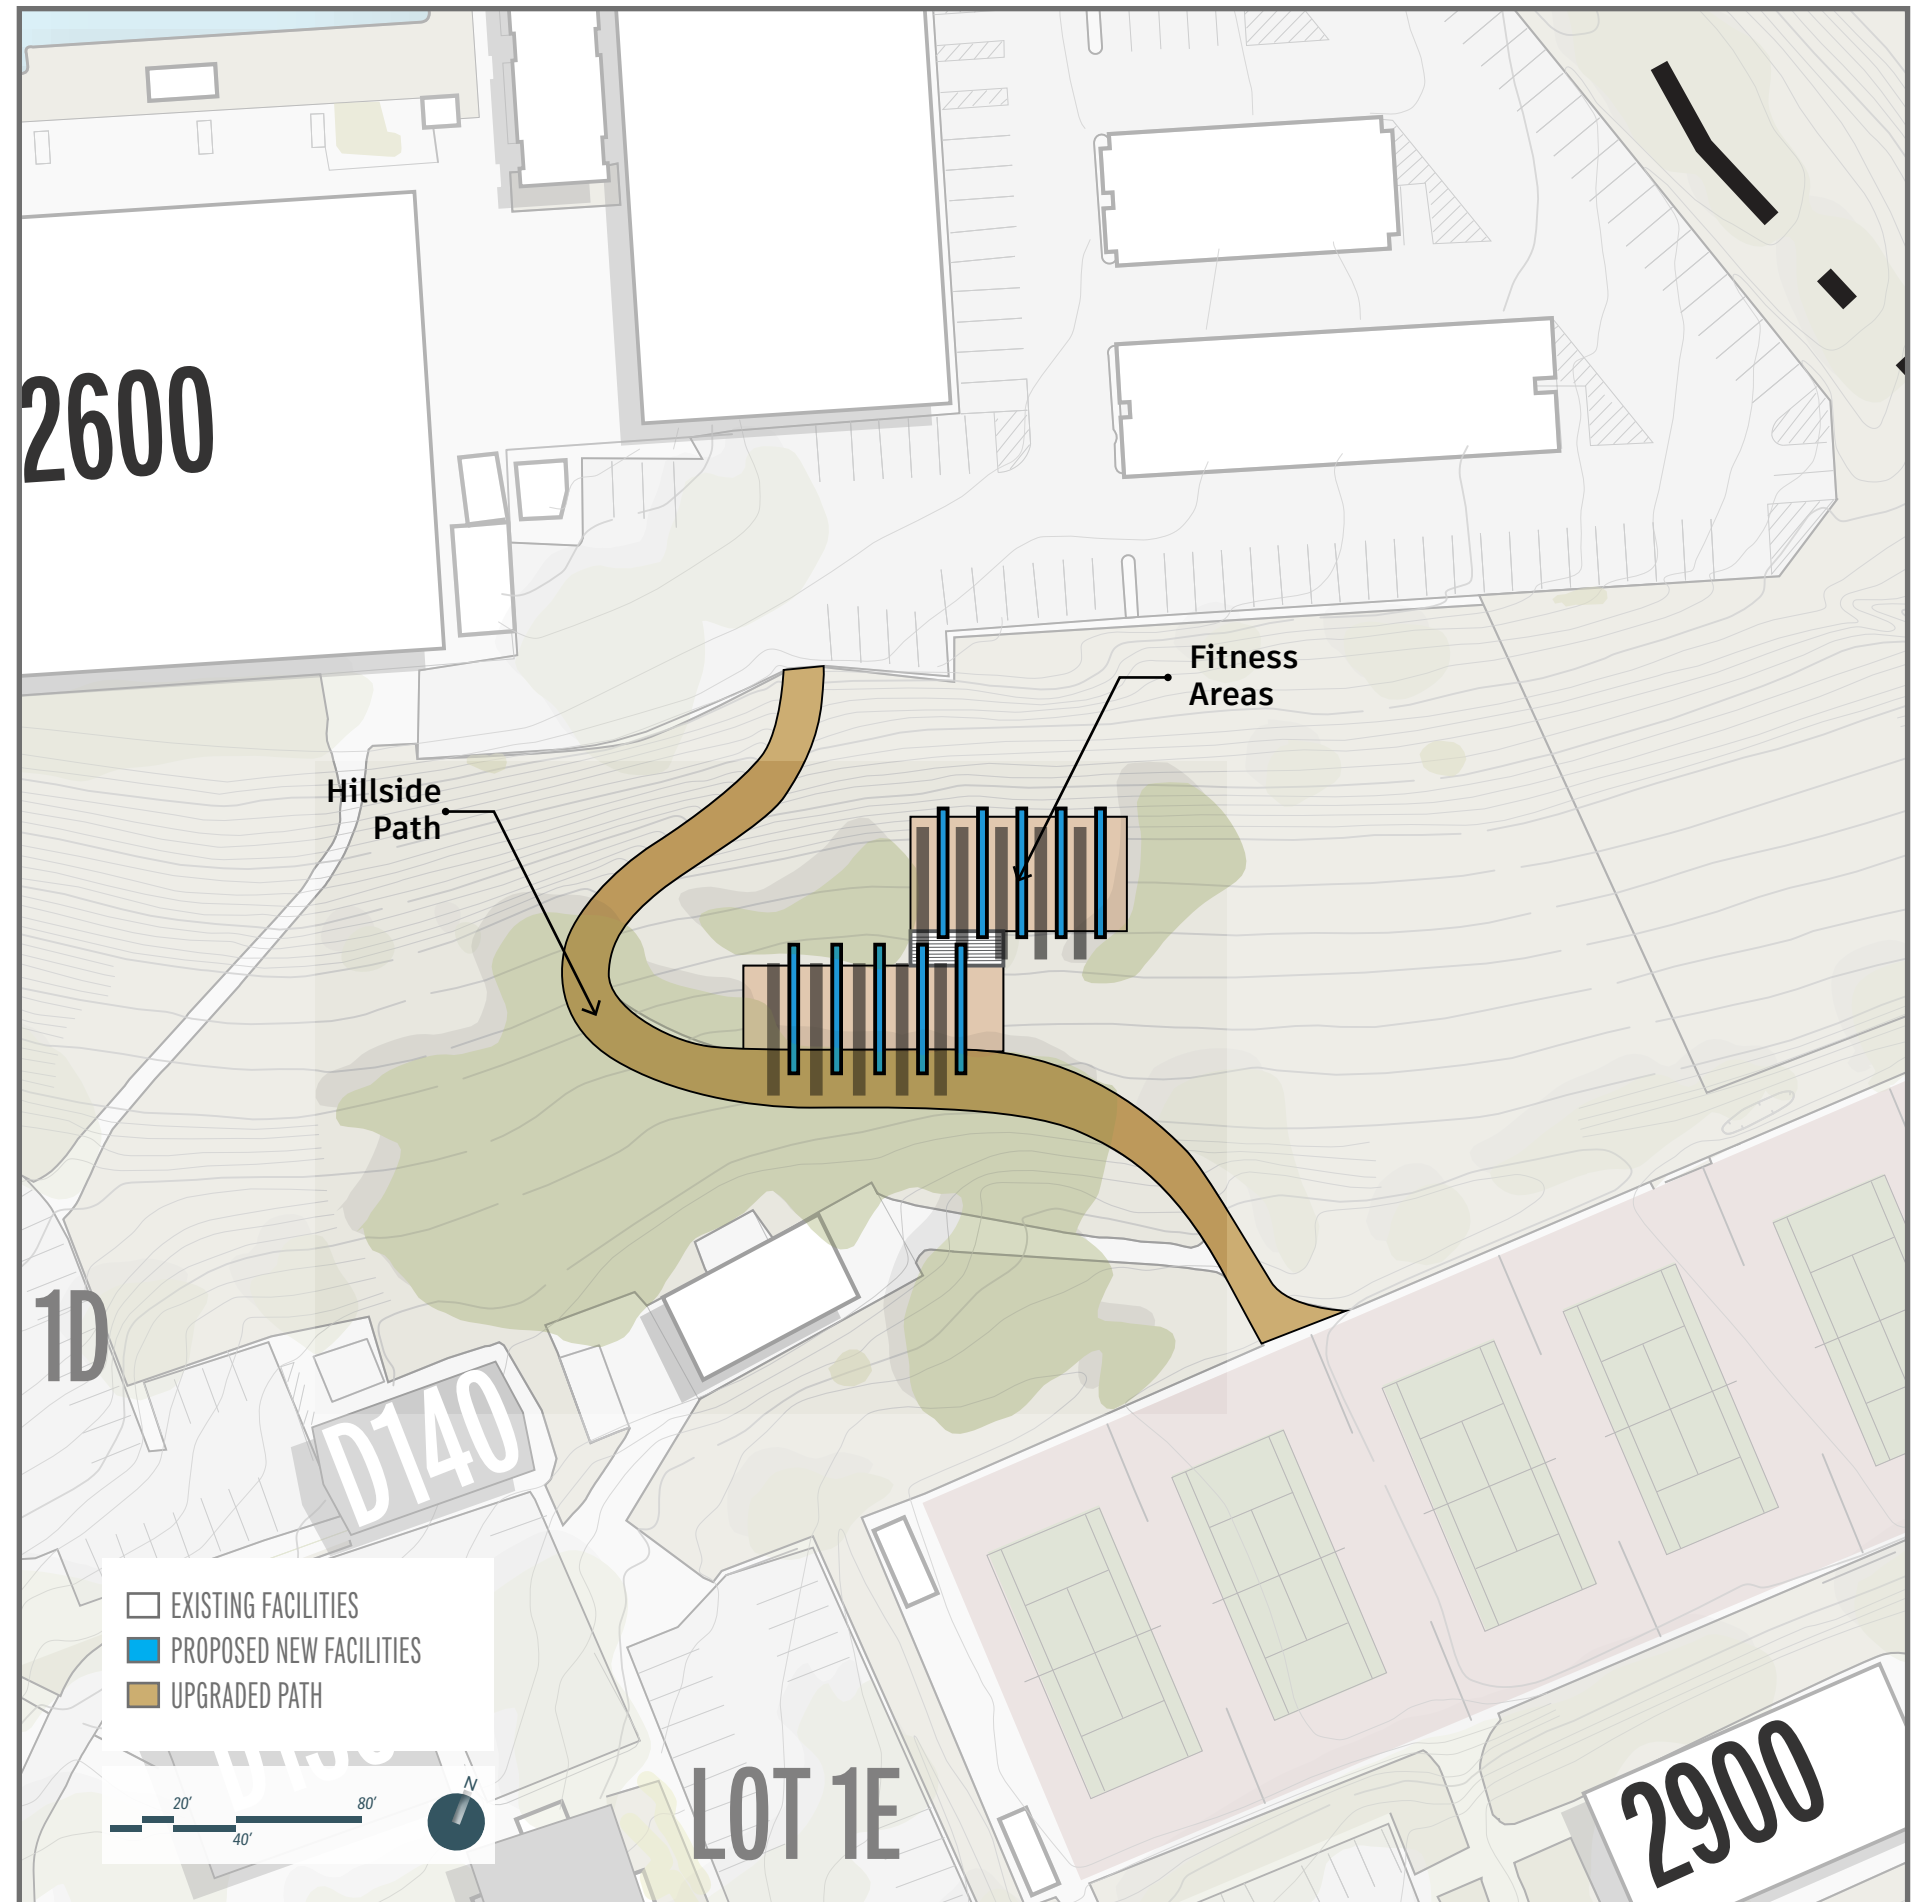 2600
Fitness
Areas
Hillside
Path
1D
D140
EXISTING FACILITIES
PROPOSED NEW FACILITIES
UPGRADED PATH
N
20'
80'
40'
LOT 1E
2900